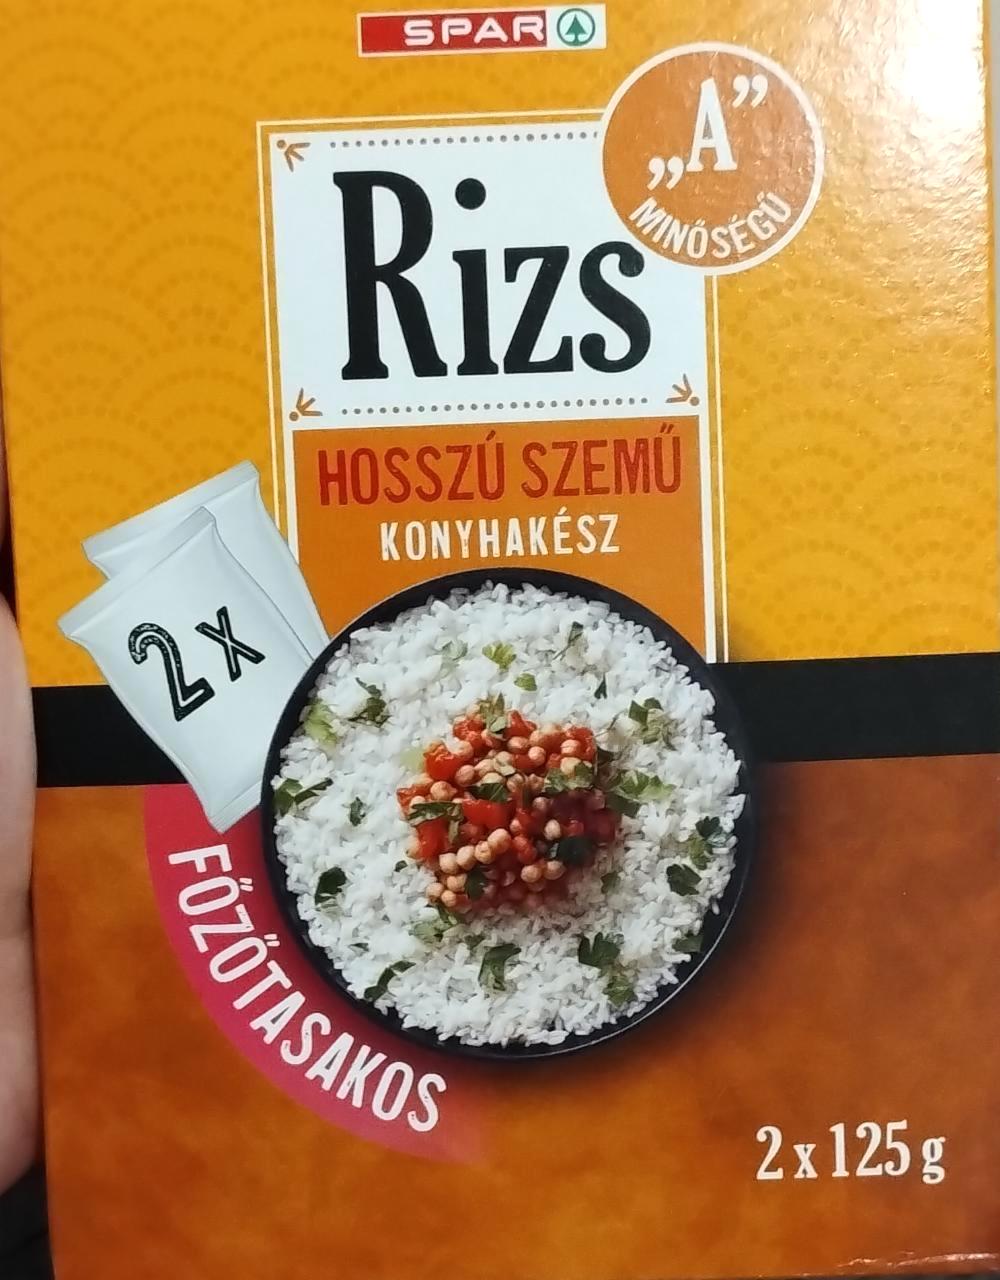 SPAR
„A”
MINŐSÉGŰ
Rizs
HOSSZÚ SZEMŰ
KONYHAKÉSZ
2x
FŐZŐTASAKOS
2 x 125 g